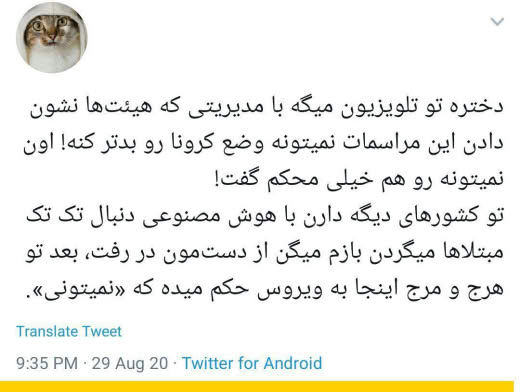 دختره تو تلویزیون میگه با مدیریتی که هیئت‌ها نشون
دادن این مراسمات نمیتونه وضع کرونا رو بدتر کنه! اون
نمیتونه رو هم خیلی محکم گفت!
تو کشورهای دیگه دارن با هوش مصنوعی دنبال تک تک
مبتلاها میگردن بازم میگن از دست‌مون در رفت، بعد تو
هرج و مرج اینجا به ویروس حکم میده که «نمیتونی».
Translate Tweet
9:35 PM · 29 Aug 20 · Twitter for Android